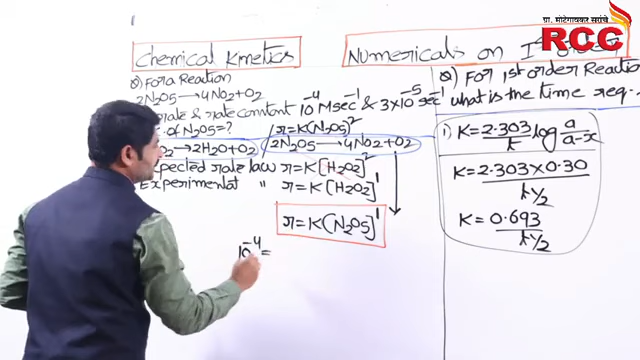 प्रा. मोटेगावकर सरांचे
RCC
Chemical Kinetics
Numericals on Iˢᵗ
Q) For a Reaction
2N2O5→4NO2+O2
rate & rate content 10⁻⁴ M sec⁻¹ & 3×10⁻⁵ sec⁻¹
of N2O5=?
r=K(N2O5)²
→2H2O+O2
2N2O5→4NO2+O2
Expected rate law r=K[H2O2]²
Experimental " r=K[H2O2]¹
r=K(N2O5)¹
10⁻⁴=
Q) For 1st order Reaction
what is the time req.
1) K=2.303/t log a/a-x
K=2.303×0.30/t1/2
K=0.693/t1/2